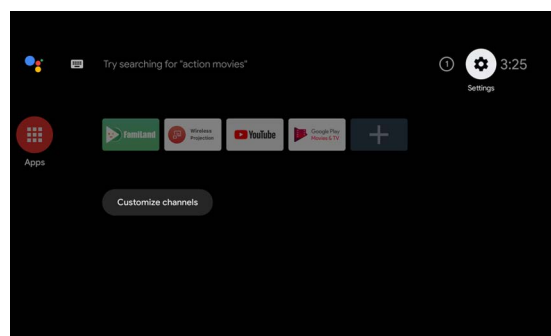 Try searching for "action movies"
1
3:25
Settings
FamiLand
Wireless
Projection
YouTube
Google Play
Movies & TV
Apps
Customize channels